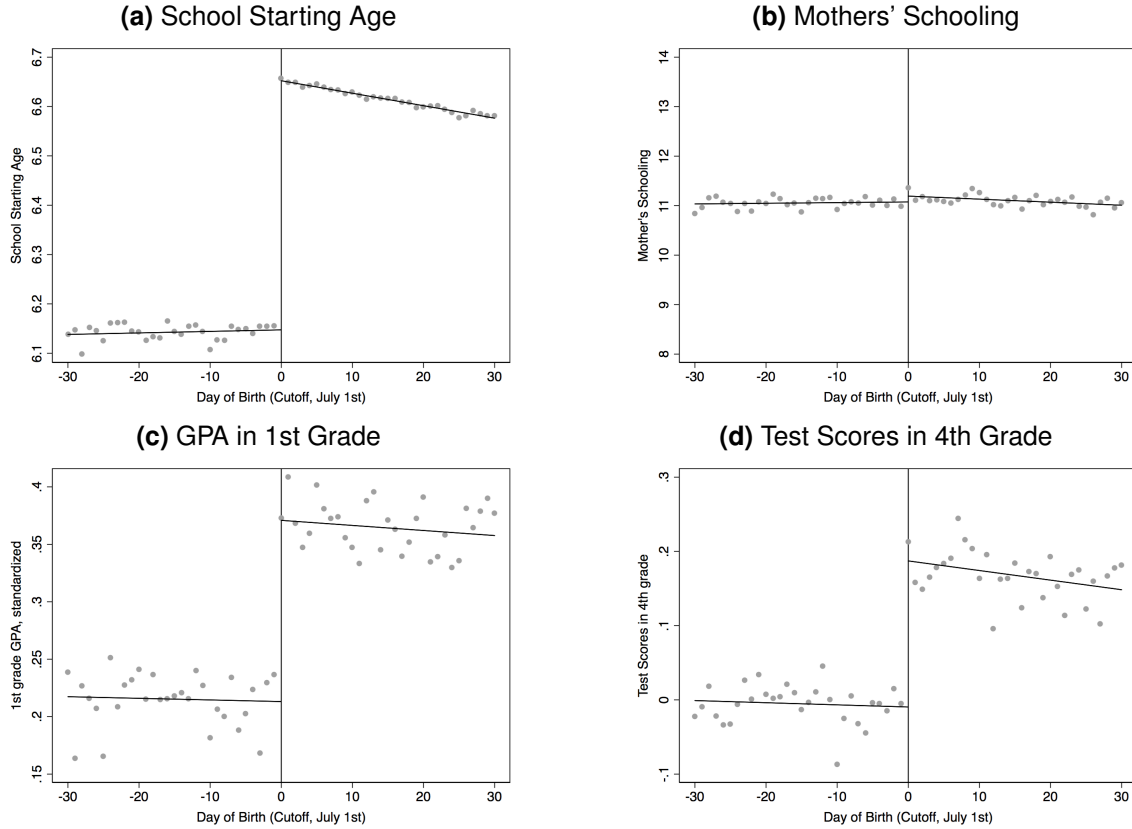 (a) School Starting Age
School Starting Age
6.7
6.6
6.5
6.4
6.3
6.2
6.1
-30 -20 -10 0 10 20 30
Day of Birth (Cutoff, July 1st)
(b) Mothers’ Schooling
Mother's Schooling
14
13
12
11
10
9
8
-30 -20 -10 0 10 20 30
Day of Birth (Cutoff, July 1st)
(c) GPA in 1st Grade
1st grade GPA, standardized
.4
.35
.3
.25
.2
.15
-30 -20 -10 0 10 20 30
Day of Birth (Cutoff, July 1st)
(d) Test Scores in 4th Grade
Test Scores in 4th grade
.3
.2
.1
0
-.1
-30 -20 -10 0 10 20 30
Day of Birth (Cutoff, July 1st)